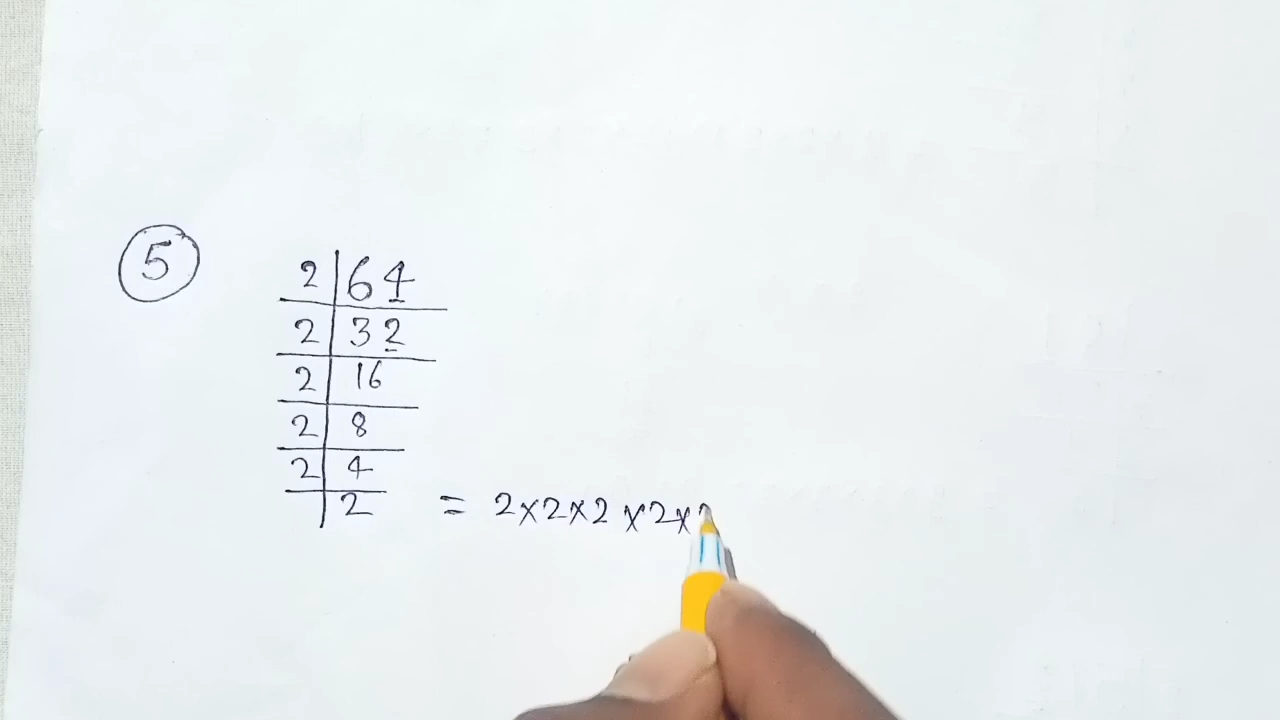 5
2 | 64
2 | 32
2 | 16
2 | 8
2 | 4
| 2 = 2×2×2×2×